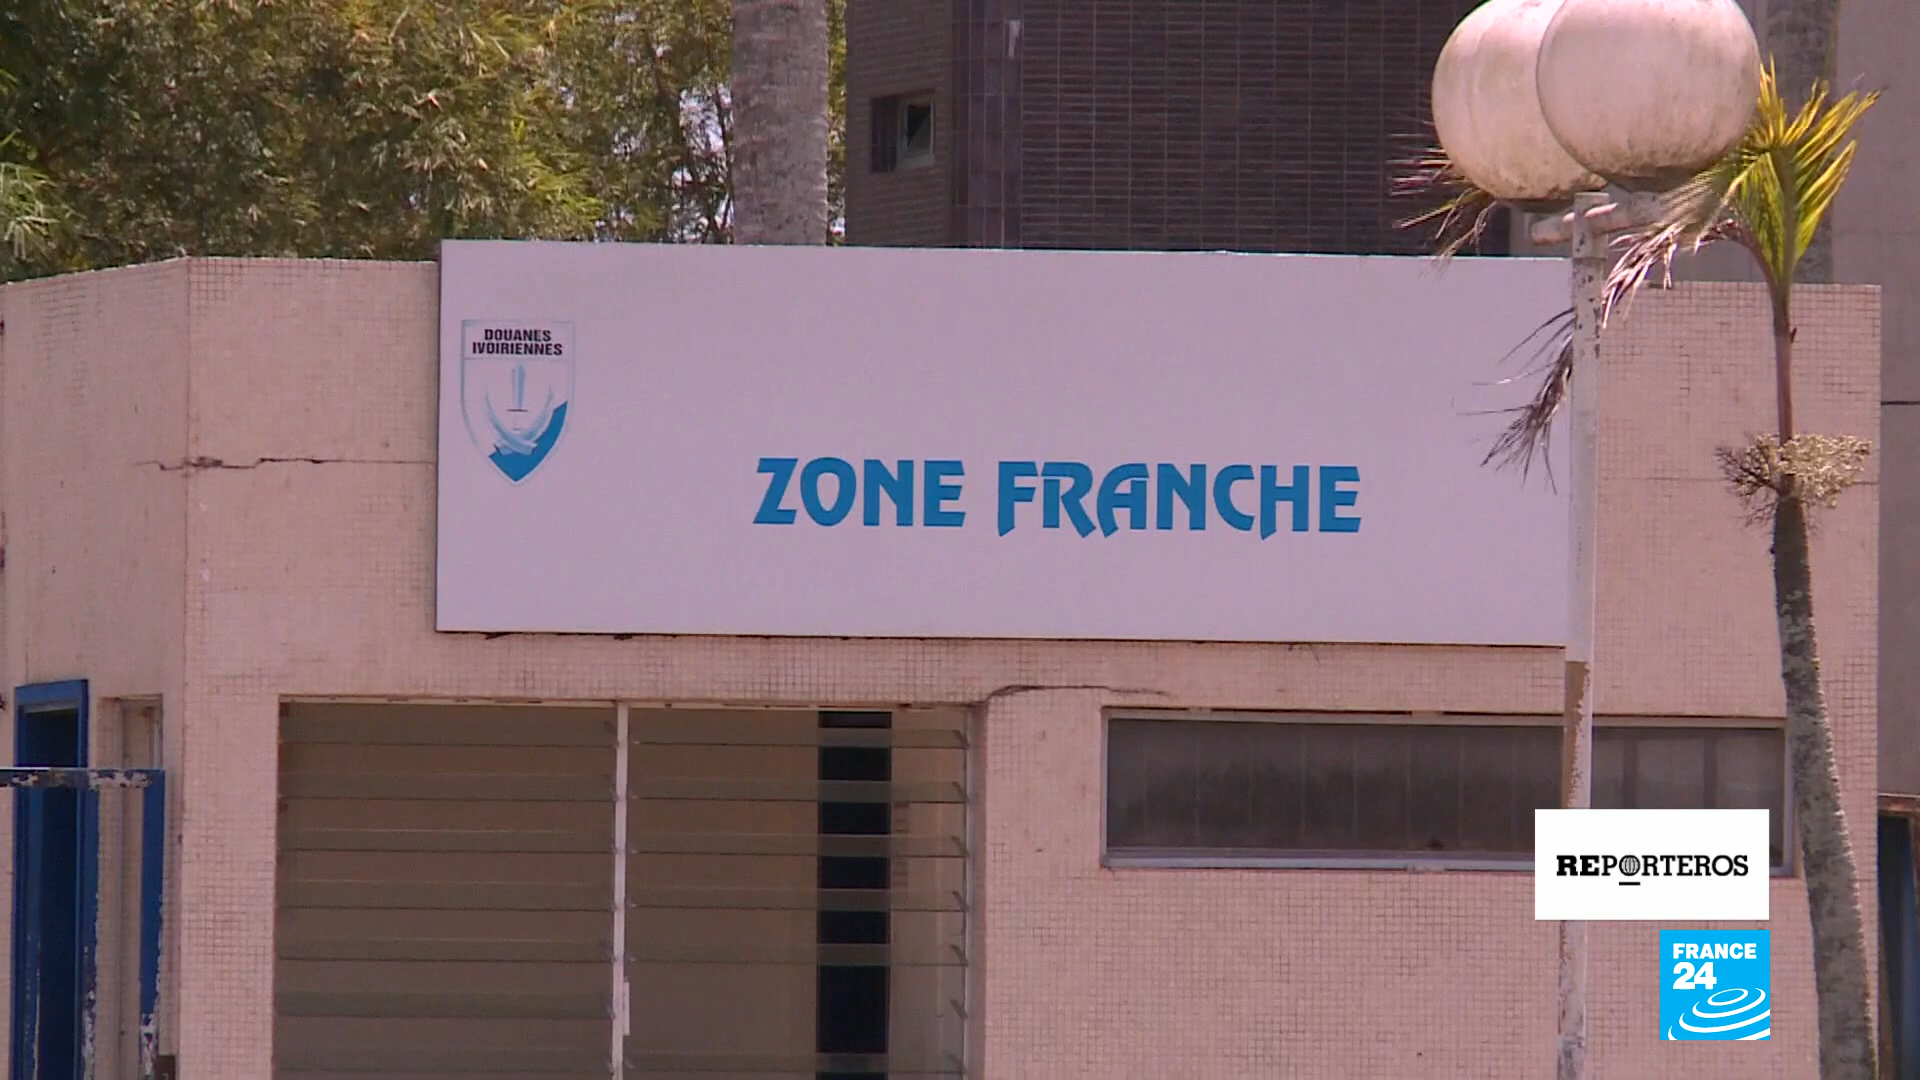 DOUANES
IVOIRIENNES
ZONE FRANCHE
REPORTEROS
FRANCE
24